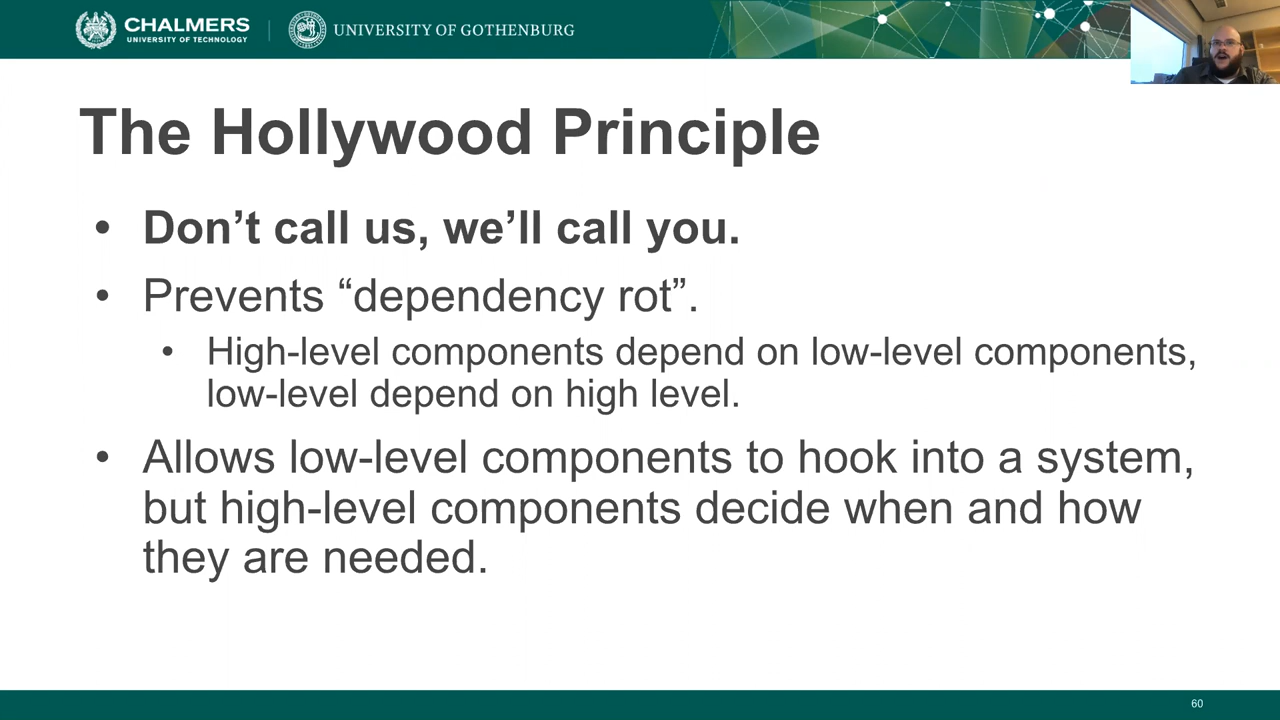 CHALMERS
UNIVERSITY OF TECHNOLOGY
UNIVERSITY OF GOTHENBURG
The Hollywood Principle
• Don’t call us, we’ll call you.
• Prevents “dependency rot”.
• High-level components depend on low-level components,
low-level depend on high level.
• Allows low-level components to hook into a system,
but high-level components decide when and how
they are needed.
60